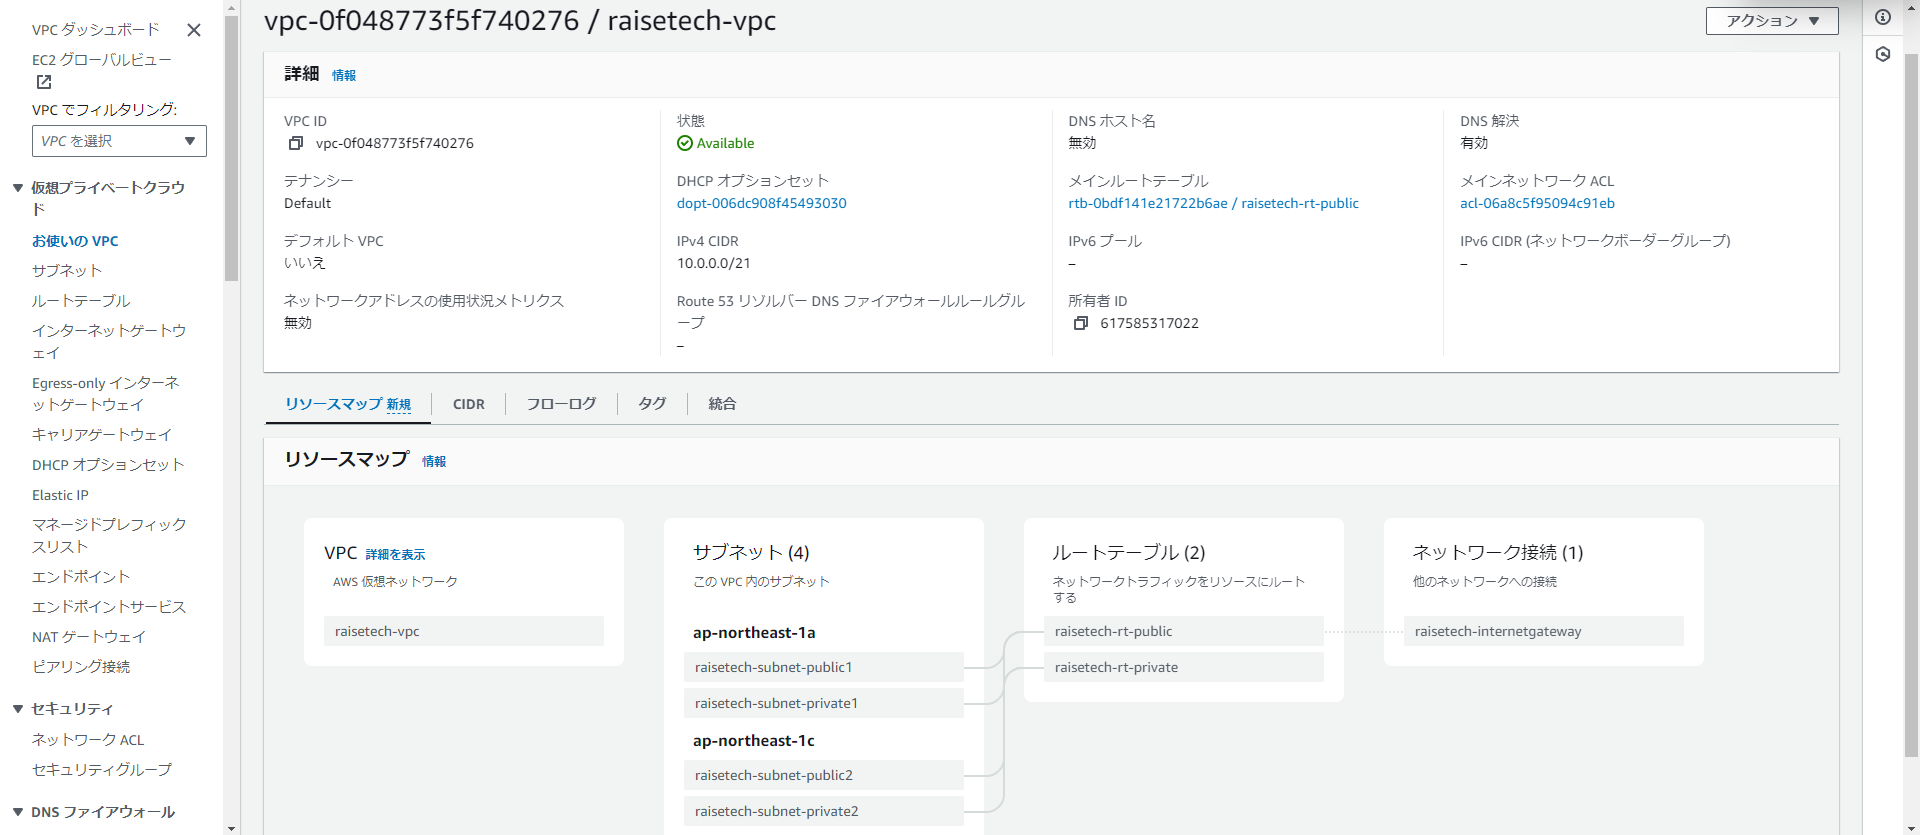 VPC ダッシュボード
EC2 グローバルビュー
VPC でフィルタリング:
VPC を選択
仮想プライベートクラウ
ド
お使いの VPC
サブネット
ルートテーブル
インターネットゲートウ
ェイ
Egress-only インターネ
ットゲートウェイ
キャリアゲートウェイ
DHCP オプションセット
Elastic IP
マネージドプレフィック
スリスト
エンドポイント
エンドポイントサービス
NAT ゲートウェイ
ピアリング接続
セキュリティ
ネットワーク ACL
セキュリティグループ
DNS ファイアウォール
vpc-0f048773f5f740276 / raisetech-vpc
アクション
詳細 情報
VPC ID
vpc-0f048773f5f740276
状態
Available
DNS ホスト名
無効
DNS 解決
有効
テナンシー
Default
DHCP オプションセット
dopt-006dc908f45493030
メインルートテーブル
rtb-0bdf141e21722b6ae / raisetech-rt-public
メインネットワーク ACL
acl-06a8c5f95094c91eb
デフォルト VPC
いいえ
IPv4 CIDR
10.0.0.0/21
IPv6 プール
–
IPv6 CIDR (ネットワークボーダーグループ)
–
ネットワークアドレスの使用状況メトリクス
無効
Route 53 リゾルバー DNS ファイアウォールルールグル
ープ
–
所有者 ID
617585317022
リソースマップ 新規
CIDR
フローログ
タグ
統合
リソースマップ 情報
VPC 詳細を表示
AWS 仮想ネットワーク
raisetech-vpc
サブネット (4)
この VPC 内のサブネット
ap-northeast-1a
raisetech-subnet-public1
raisetech-subnet-private1
ap-northeast-1c
raisetech-subnet-public2
raisetech-subnet-private2
ルートテーブル (2)
ネットワークトラフィックをリソースにルート
する
raisetech-rt-public
raisetech-rt-private
ネットワーク接続 (1)
他のネットワークへの接続
raisetech-internetgateway